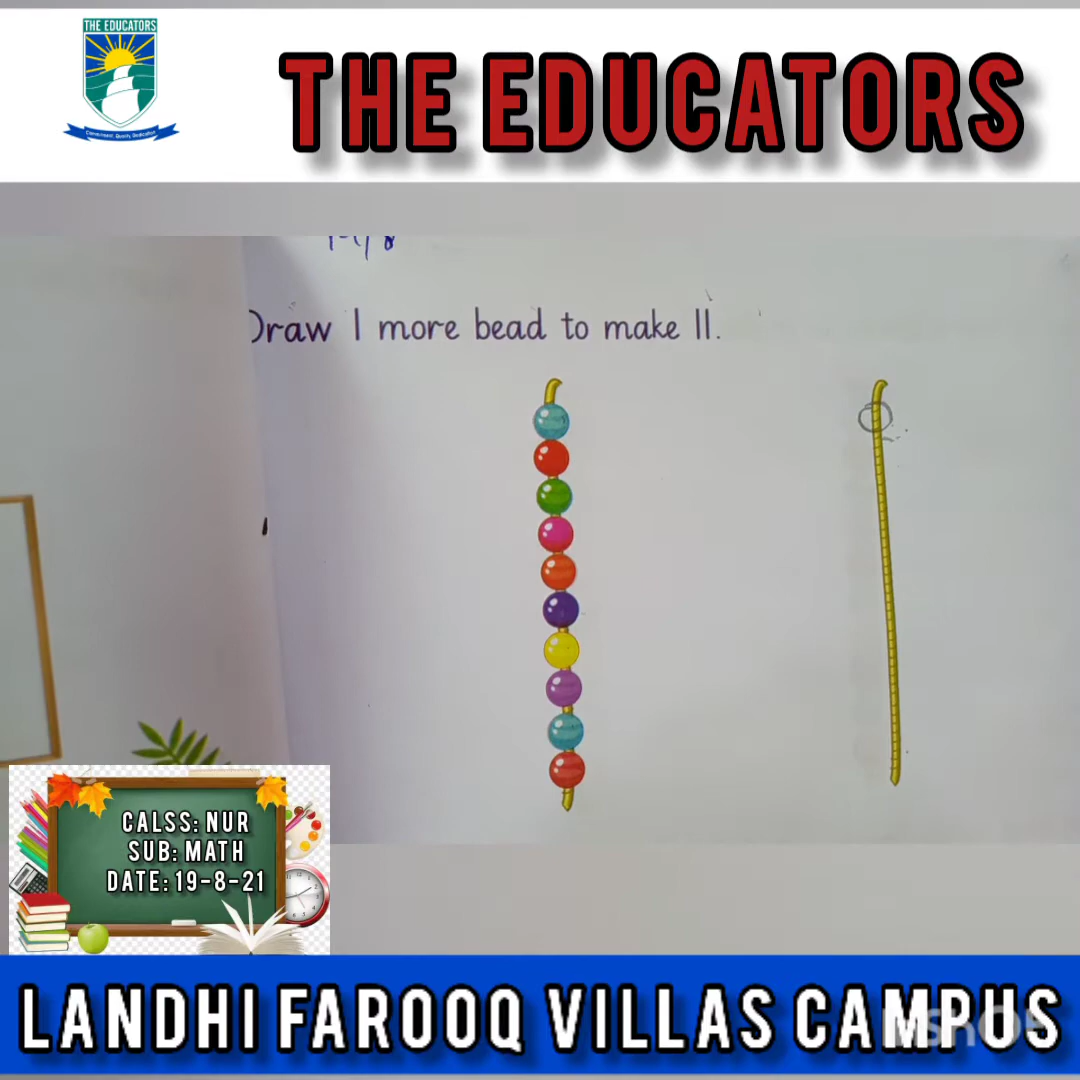 THE EDUCATORS
THE EDUCATORS
Draw 1 more bead to make 11.
CALSS: NUR
SUB: MATH
DATE: 19-8-21
LANDHI FAROOQ VILLAS CAMPUS